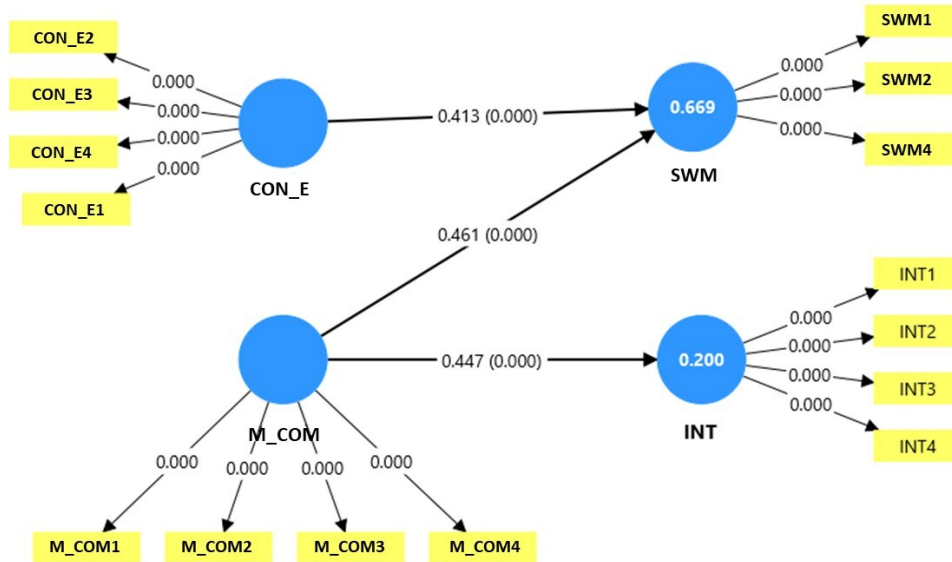 CON_E2
CON_E3
CON_E4
CON_E1
0.000
0.000
0.000
0.000
CON_E
0.413 (0.000)
0.461 (0.000)
0.669
SWM
0.000
0.000
0.000
SWM1
SWM2
SWM4
M_COM
0.447 (0.000)
0.200
INT
0.000
0.000
0.000
0.000
INT1
INT2
INT3
INT4
0.000
0.000
0.000
0.000
M_COM1
M_COM2
M_COM3
M_COM4